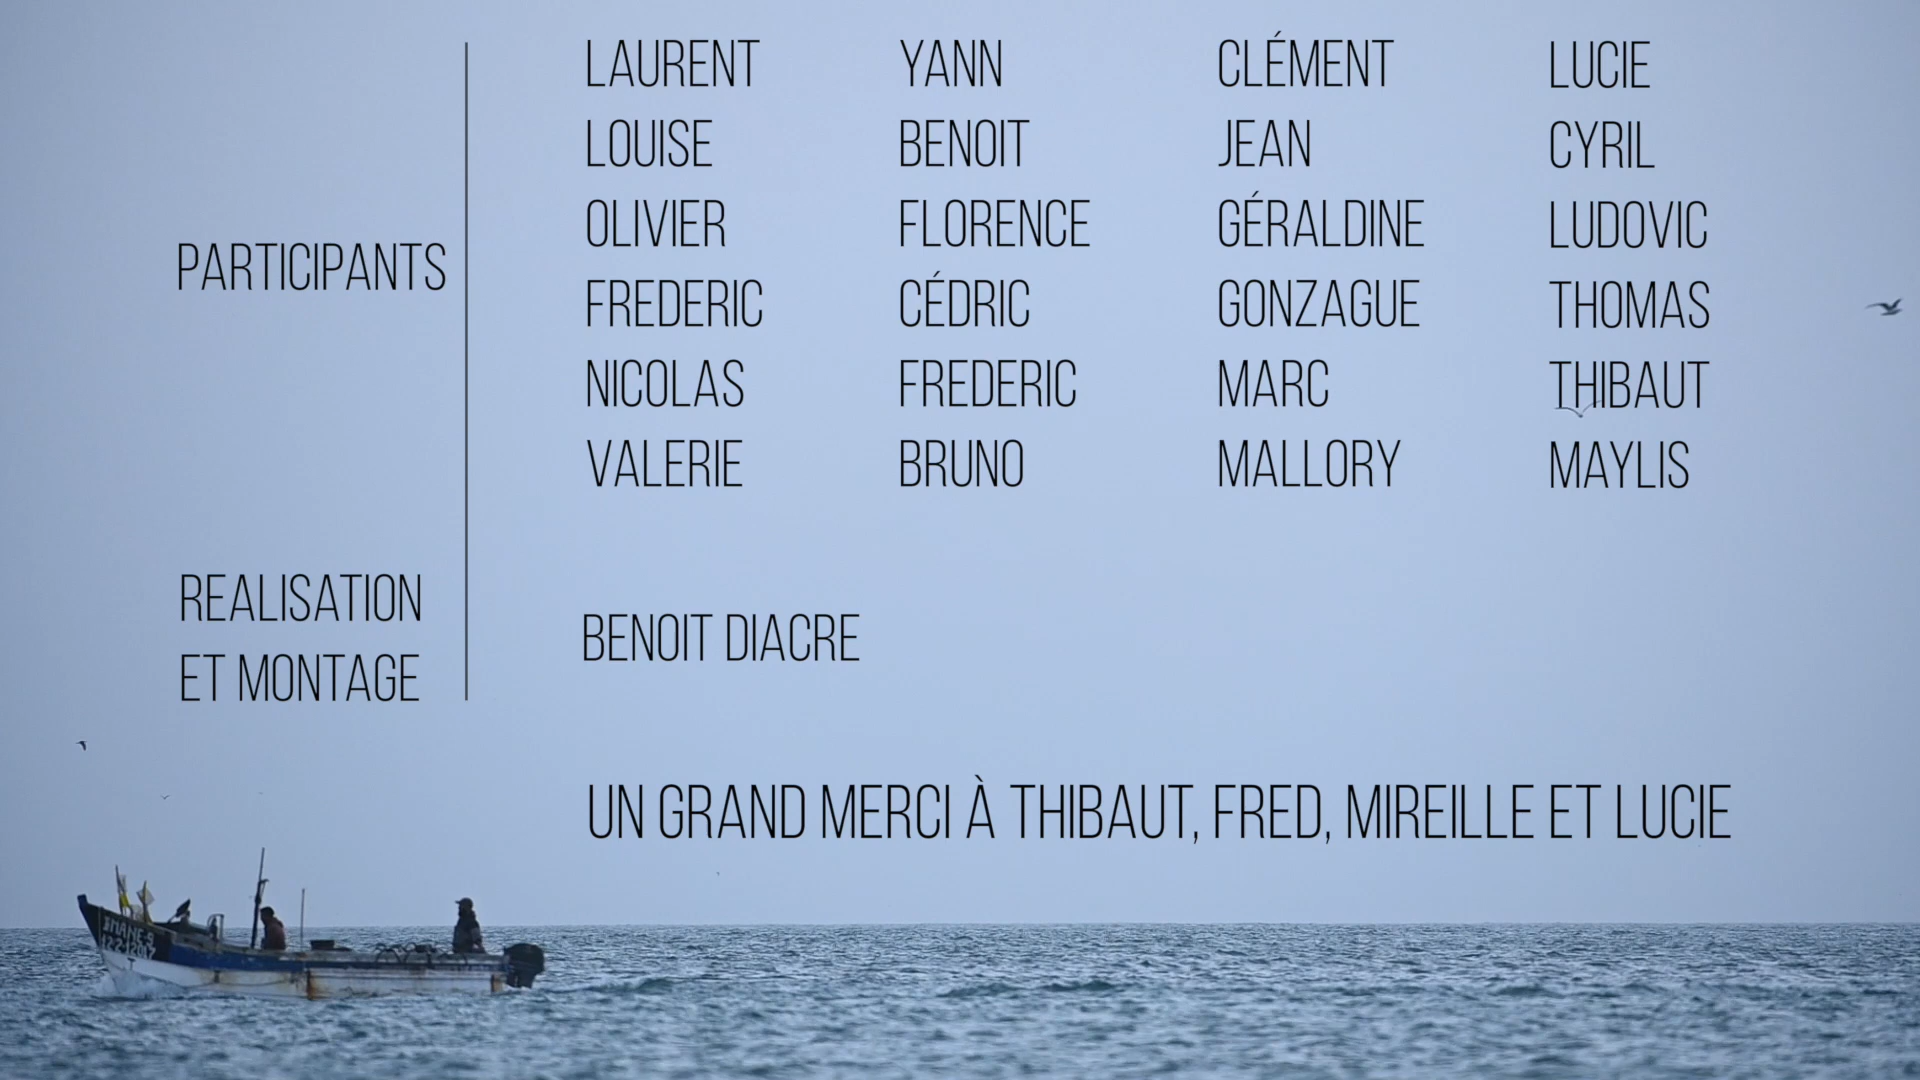 PARTICIPANTS
LAURENT YANN CLÉMENT LUCIE
LOUISE BENOIT JEAN CYRIL
OLIVIER FLORENCE GÉRALDINE LUDOVIC
FREDERIC CÉDRIC GONZAGUE THOMAS
NICOLAS FREDERIC MARC THIBAUT
VALERIE BRUNO MALLORY MAYLIS
REALISATION
ET MONTAGE
BENOIT DIACRE
UN GRAND MERCI À THIBAUT, FRED, MIREILLE ET LUCIE